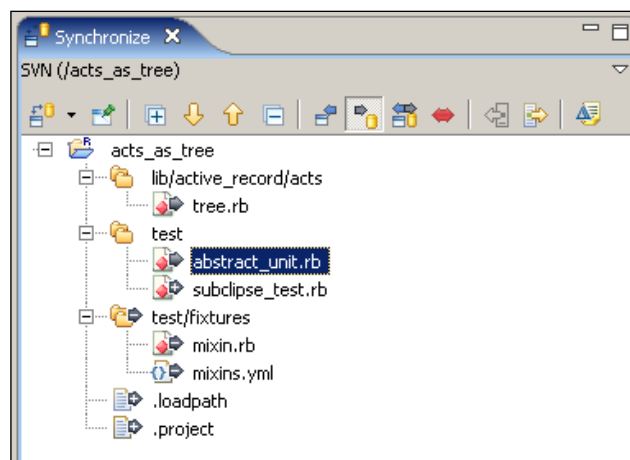 Synchronize
SVN (/acts_as_tree)
acts_as_tree
lib/active_record/acts
tree.rb
test
abstract_unit.rb
subclipse_test.rb
test/fixtures
mixin.rb
mixins.yml
.loadpath
.project